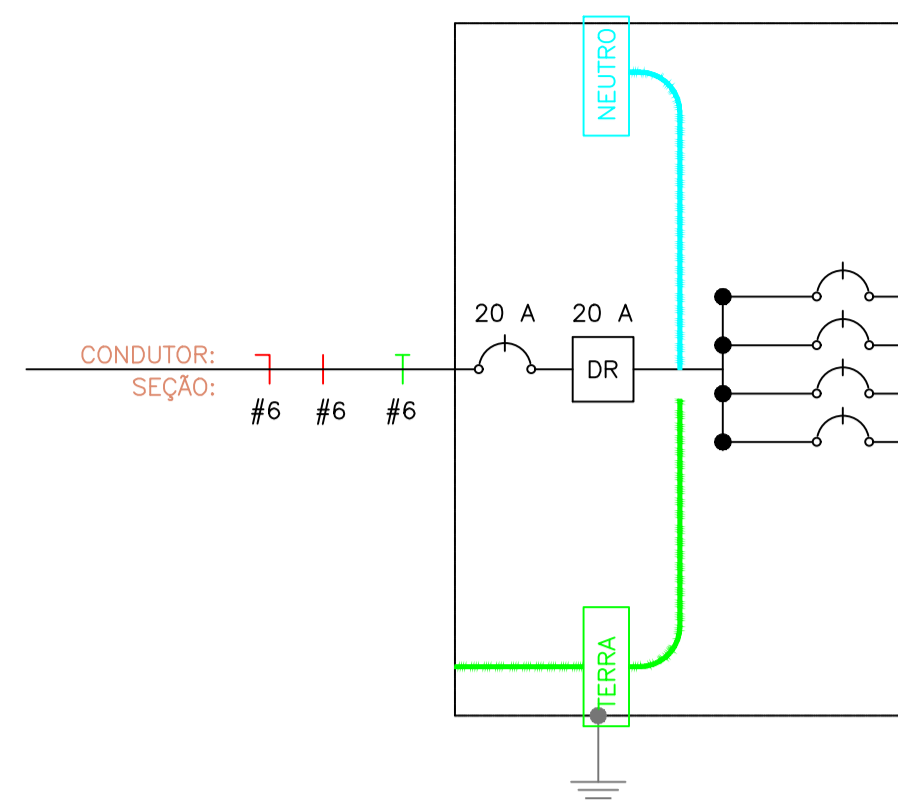 NEUTRO
20 A
20 A
CONDUTOR:
DR
SEÇÃO:
#6
#6
#6
TERRA